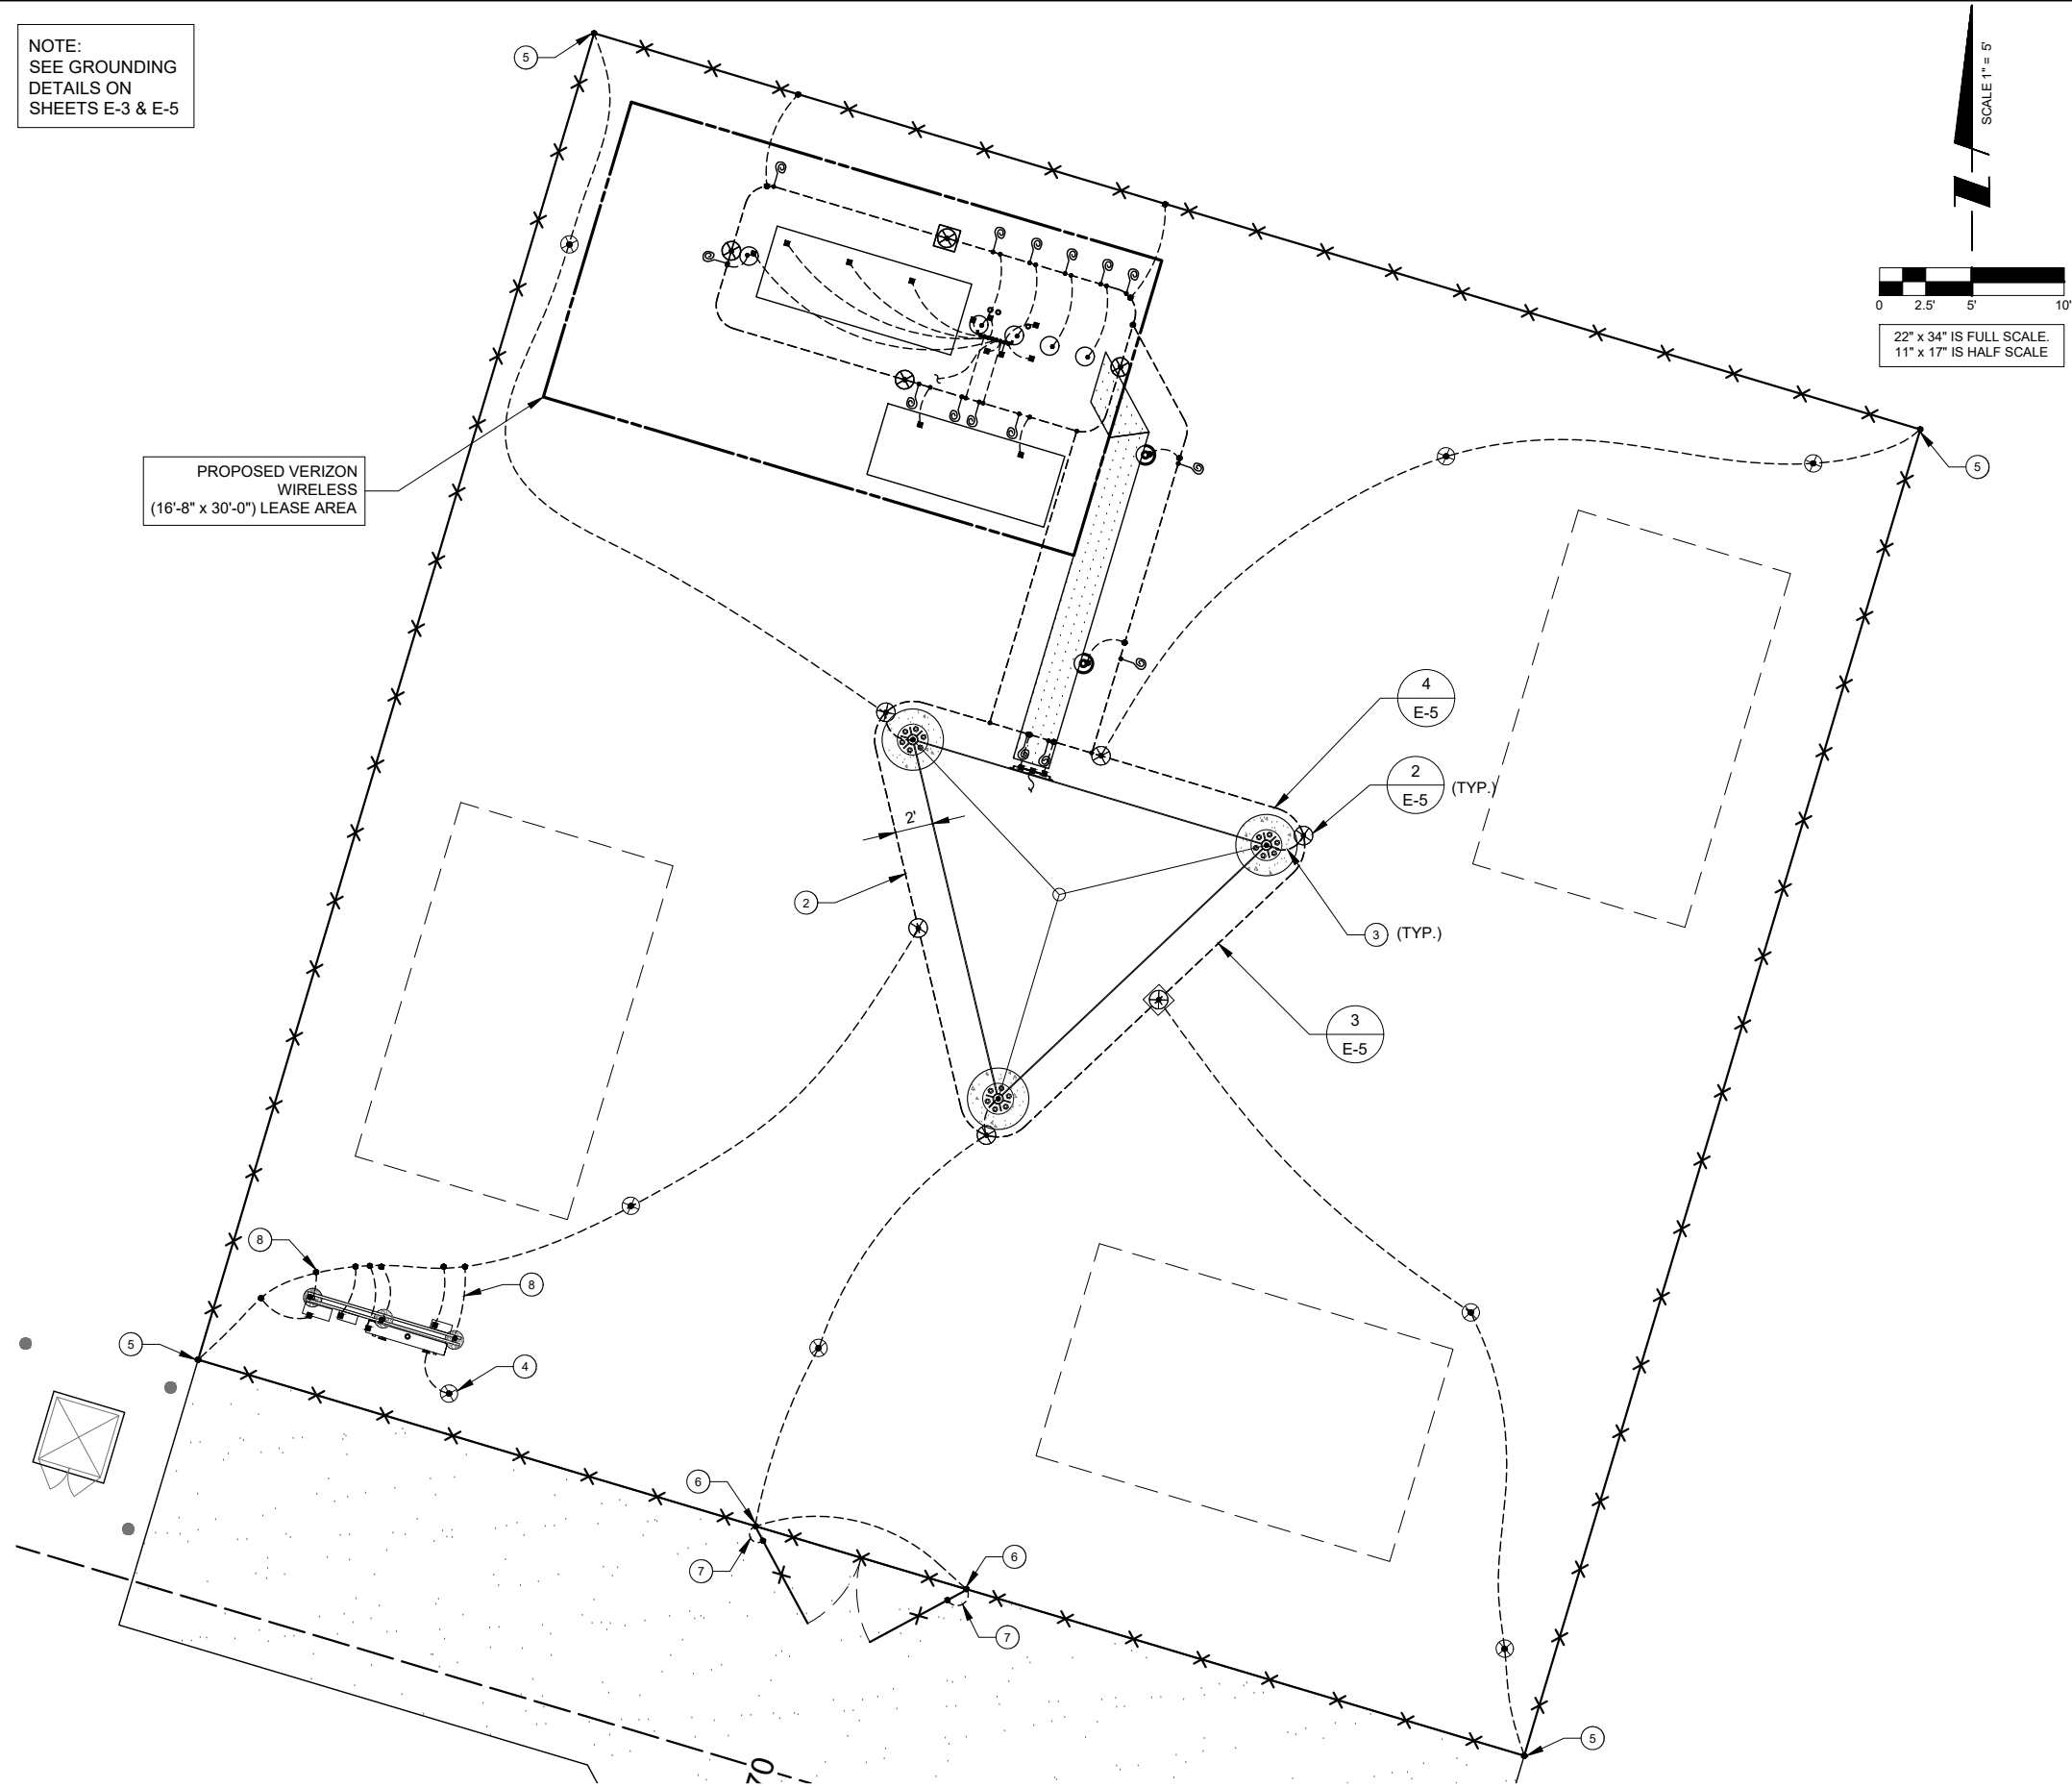 NOTE:
SEE GROUNDING
DETAILS ON
SHEETS E-3 & E-5
5
SCALE 1" = 5'
0 2.5' 5' 10'
22" x 34" IS FULL SCALE.
11" x 17" IS HALF SCALE
PROPOSED VERIZON
WIRELESS
(16'-8" x 30'-0") LEASE AREA
5
4
E-5
2
E-5
(TYP.)
2'
2
3 (TYP.)
3
E-5
8
8
5
4
6
7
6
7
5
70